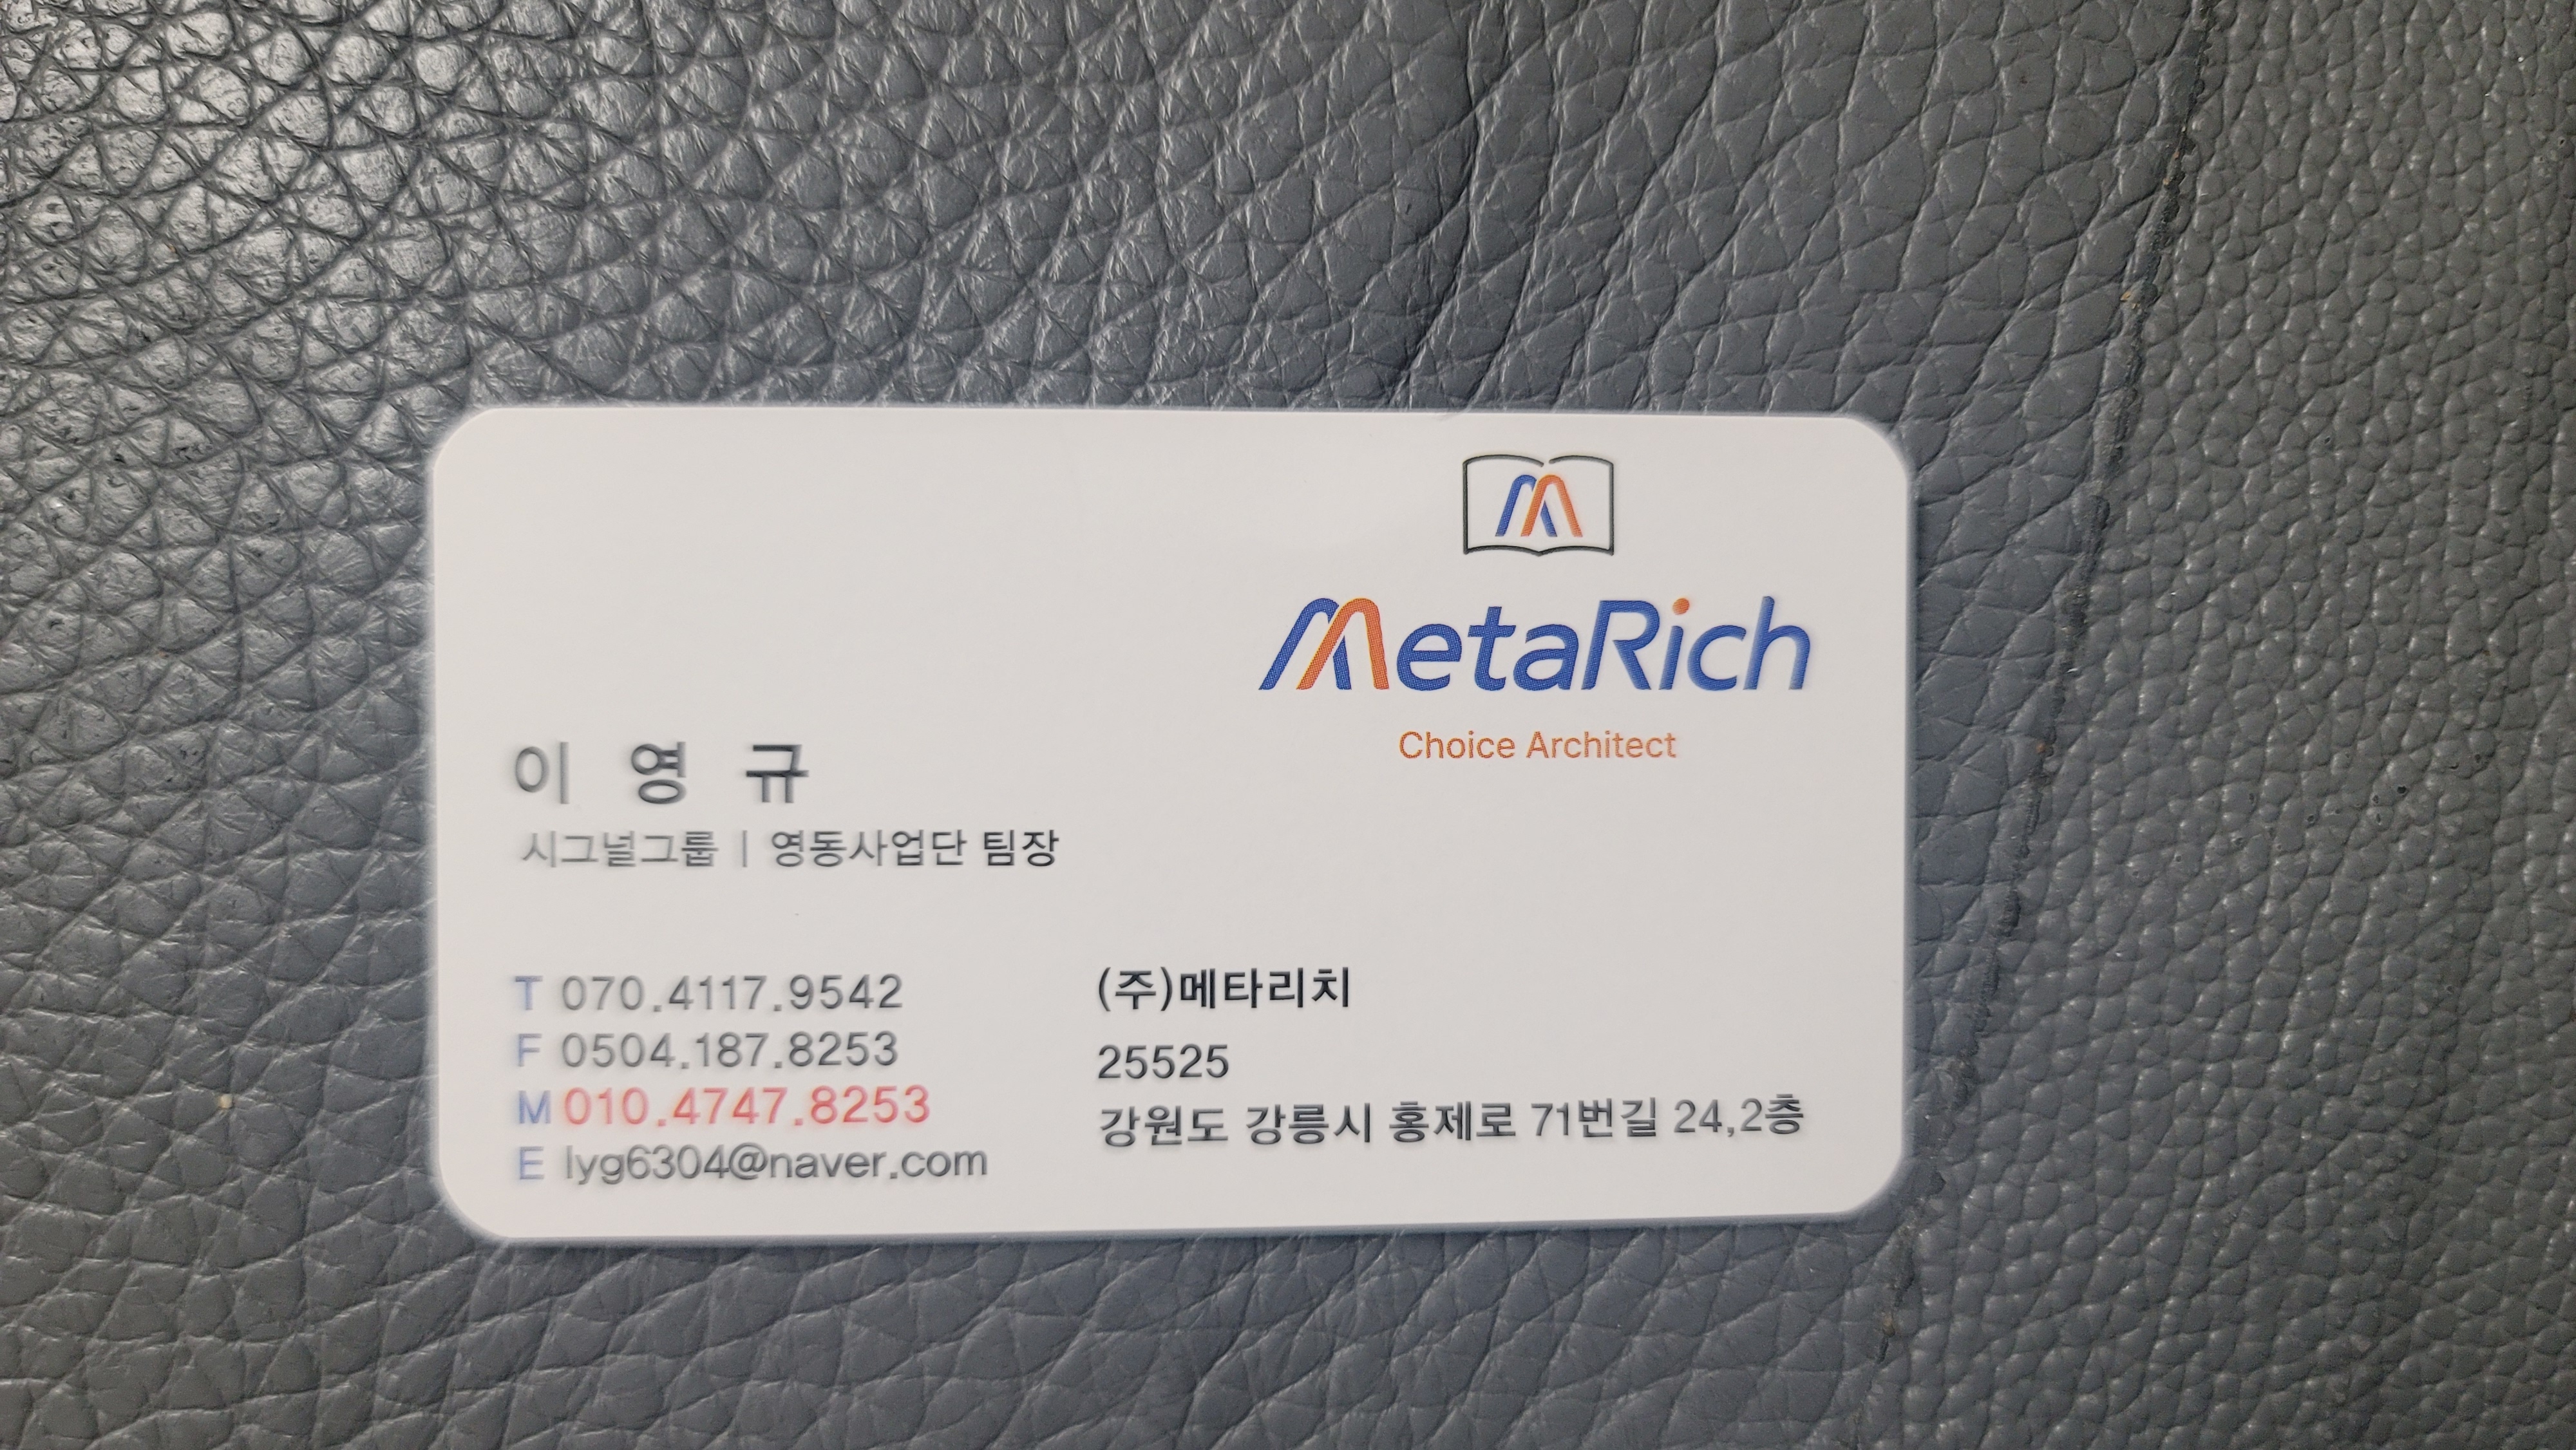 MetaRich
Choice Architect
이 영 규
시그널그룹 | 영동사업단 팀장
T 070.4117.9542
F 0504.187.8253
M 010.4747.8253
E lyg6304@naver.com
(주)메타리치
25525
강원도 강릉시 홍제로 71번길 24,2층